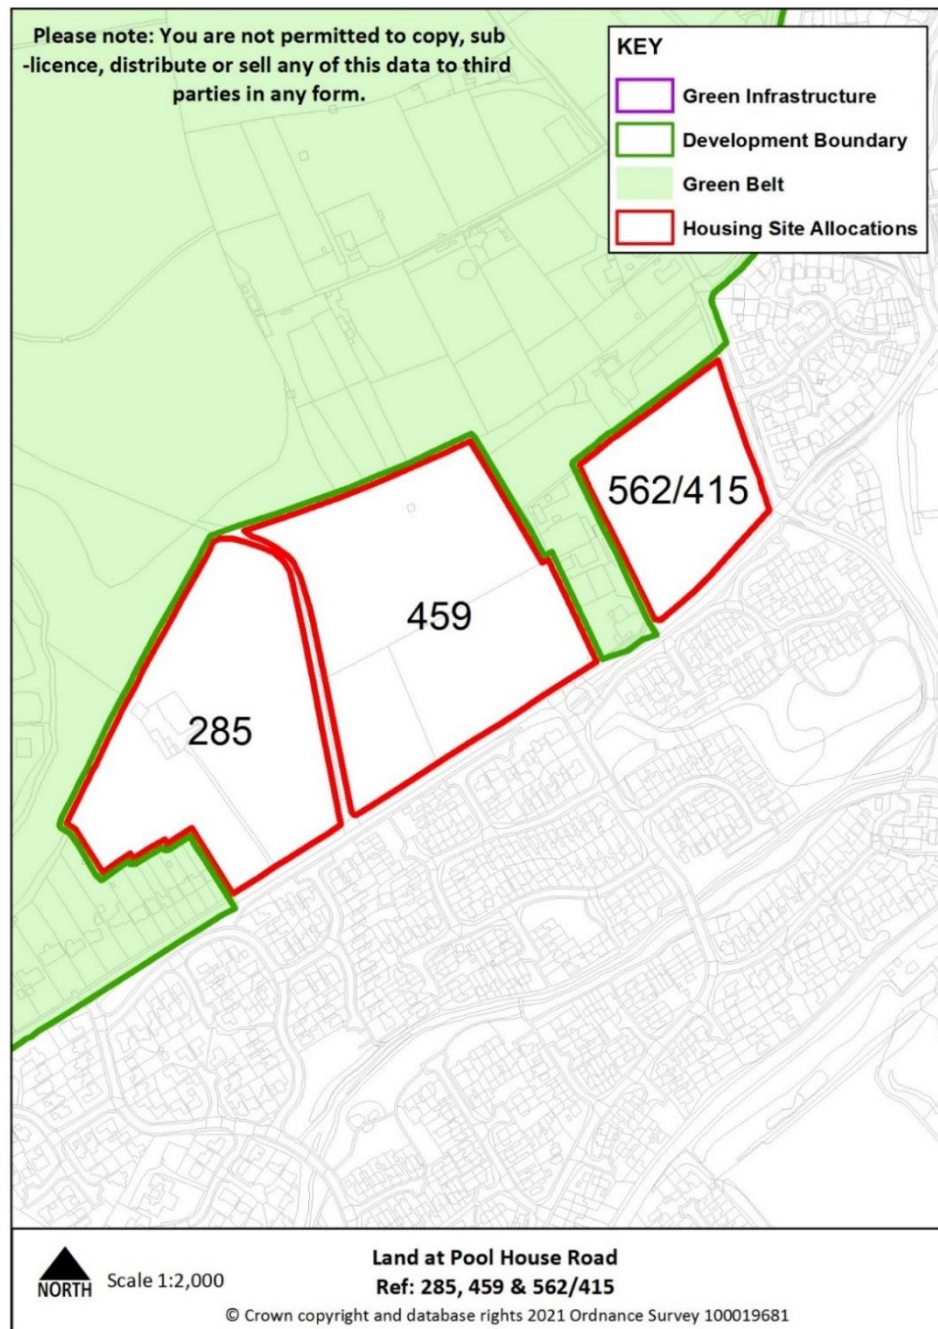 Please note: You are not permitted to copy, sub
-licence, distribute or sell any of this data to third
parties in any form.
KEY
Green Infrastructure
Development Boundary
Green Belt
Housing Site Allocations
562/415
459
285
NORTH
Scale 1:2,000
Land at Pool House Road
Ref: 285, 459 & 562/415
© Crown copyright and database rights 2021 Ordnance Survey 100019681